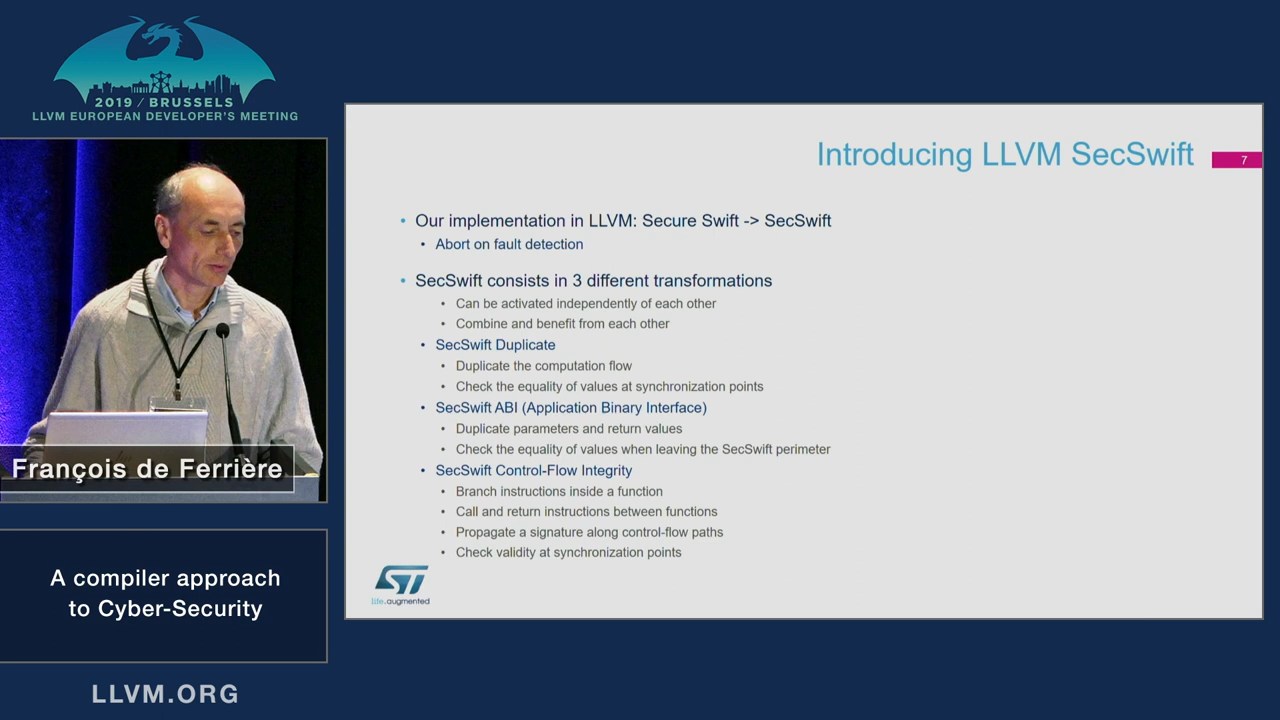 2019 / BRUSSELS
LLVM EUROPEAN DEVELOPER'S MEETING
François de Ferrière
A compiler approach
to Cyber-Security
LLVM.ORG
Introducing LLVM SecSwift
7
• Our implementation in LLVM: Secure Swift -> SecSwift
• Abort on fault detection
• SecSwift consists in 3 different transformations
• Can be activated independently of each other
• Combine and benefit from each other
• SecSwift Duplicate
• Duplicate the computation flow
• Check the equality of values at synchronization points
• SecSwift ABI (Application Binary Interface)
• Duplicate parameters and return values
• Check the equality of values when leaving the SecSwift perimeter
• SecSwift Control-Flow Integrity
• Branch instructions inside a function
• Call and return instructions between functions
• Propagate a signature along control-flow paths
• Check validity at synchronization points
ST
life.augmented